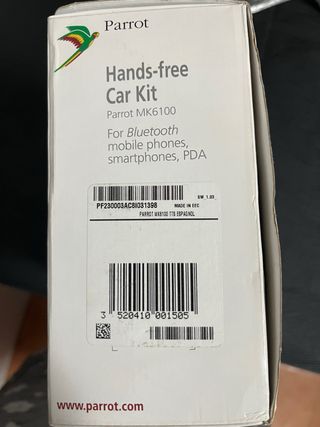 Parrot
Hands-free
Car Kit
Parrot MK6100
For Bluetooth
mobile phones,
smartphones, PDA
SW 1.03
PF230003AC8I031398 MADE IN EEC
PARROT MK6100 T/B ESPAGNOL
3 520410 001505
www.parrot.com